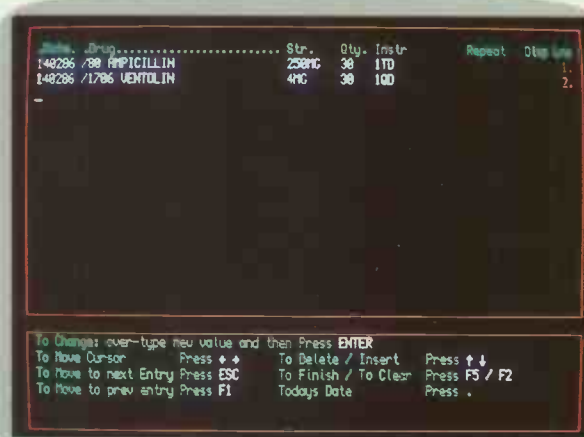 .Date. .Drug............................ Str. Qty. Instr Repeat Disp Line
140286 /80 AMPICILLIN 250MG 30 1TD 1.
140286 /1706 VENTOLIN 4MG 30 1QD 2.
To Change: over-type new value and then Press ENTER
To Move Cursor Press ← → To Delete / Insert Press ↑ ↓
To Move to next Entry Press ESC To Finish / To Clear Press F5 / F2
To Move to prev entry Press F1 Todays Date Press .